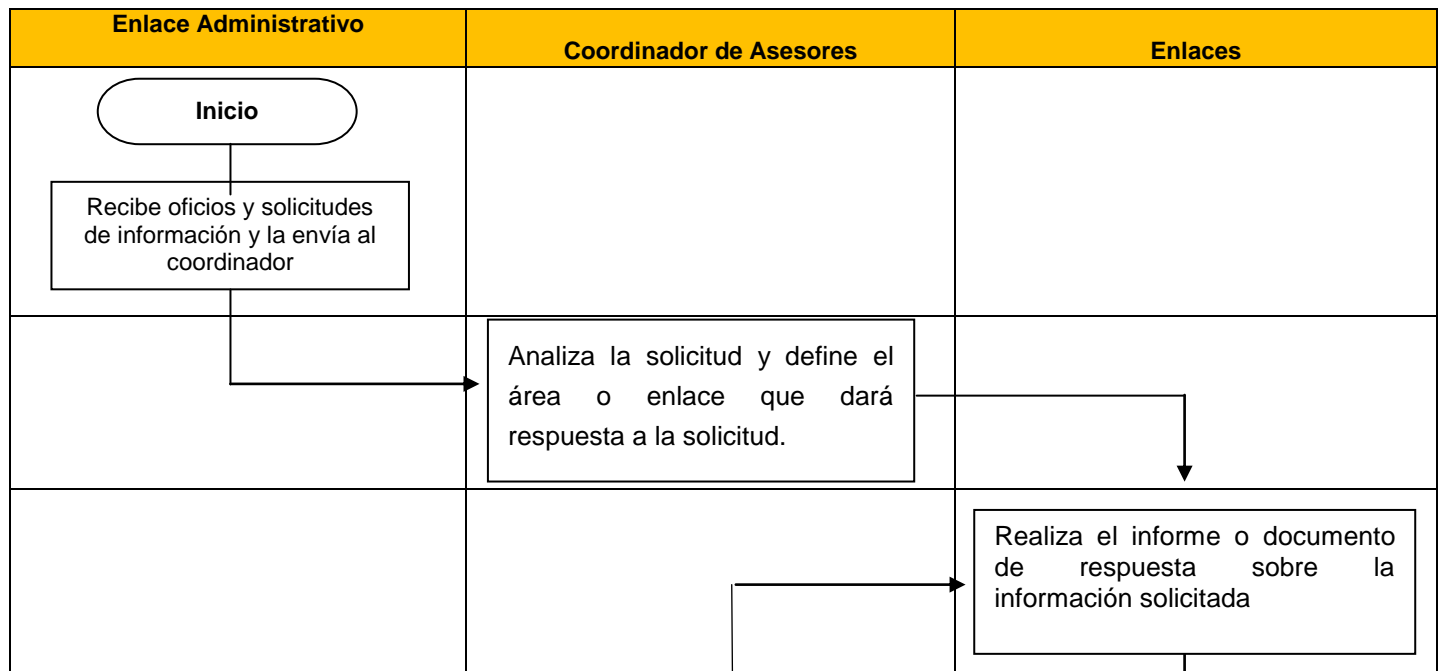 Enlace Administrativo
Coordinador de Asesores
Enlaces
Inicio
Recibe oficios y solicitudes
de información y la envía al
coordinador
Analiza la solicitud y define el
área o enlace que dará
respuesta a la solicitud.
Realiza el informe o documento
de respuesta sobre la
información solicitada